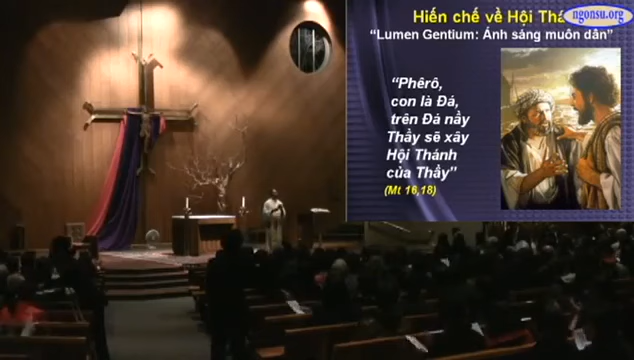 Hiến chế về Hội Thá
ngonsu.org
“Lumen Gentium: Ánh sáng muôn dân”
“Phêrô,
con là Đá,
trên Đá nầy
Thầy sẽ xây
Hội Thánh
của Thầy”
(Mt 16,18)